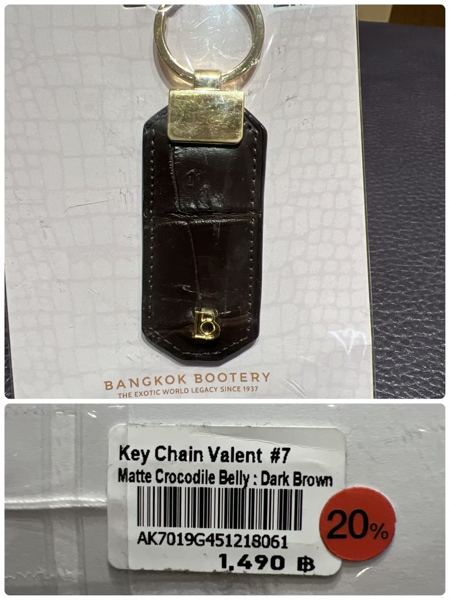 B
BANGKOK BOOTERY
THE EXOTIC WORLD LEGACY SINCE 1937
Key Chain Valent #7
Matte Crocodile Belly : Dark Brown
AK7019G451218061
1,490 ฿
20%